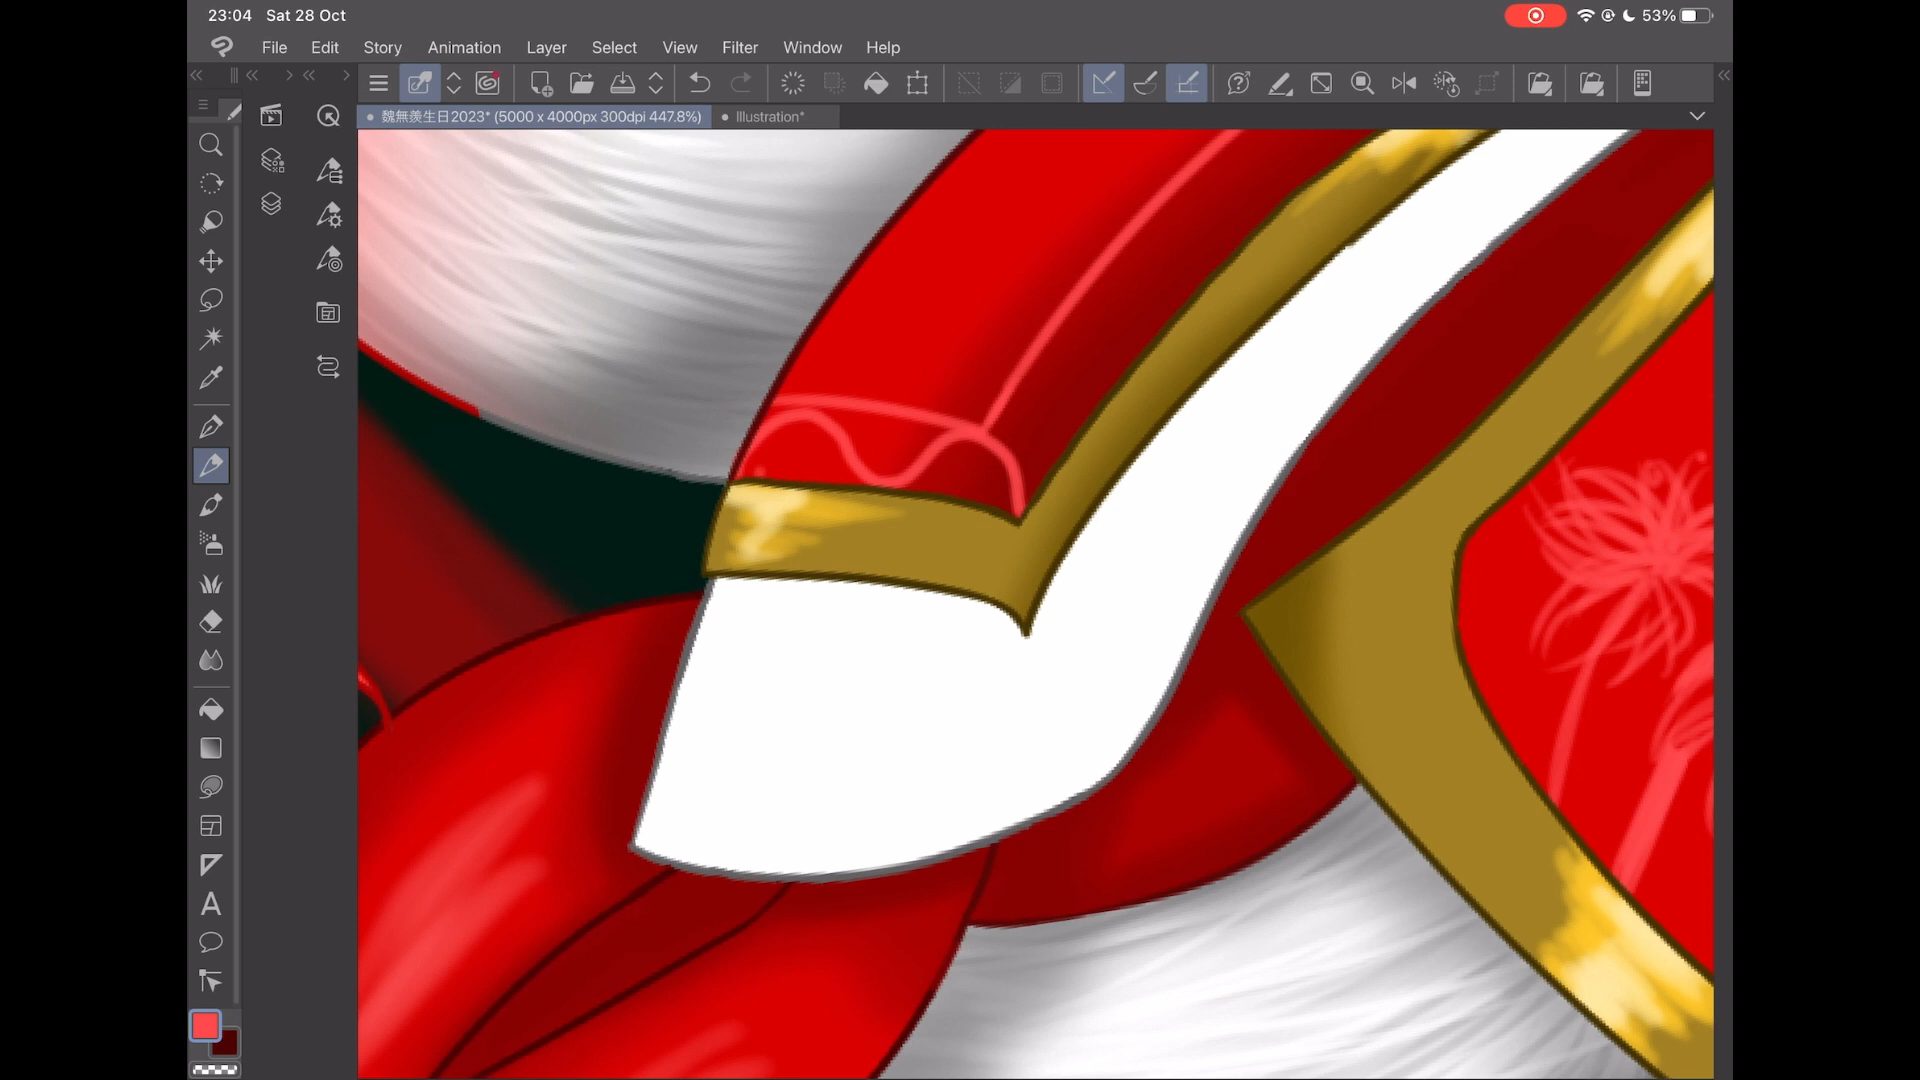 23:04 Sat 28 Oct 53%
File Edit Story Animation Layer Select View Filter Window Help
魏無羨生日2023* (5000 x 4000px 300dpi 447.8%) Illustration*